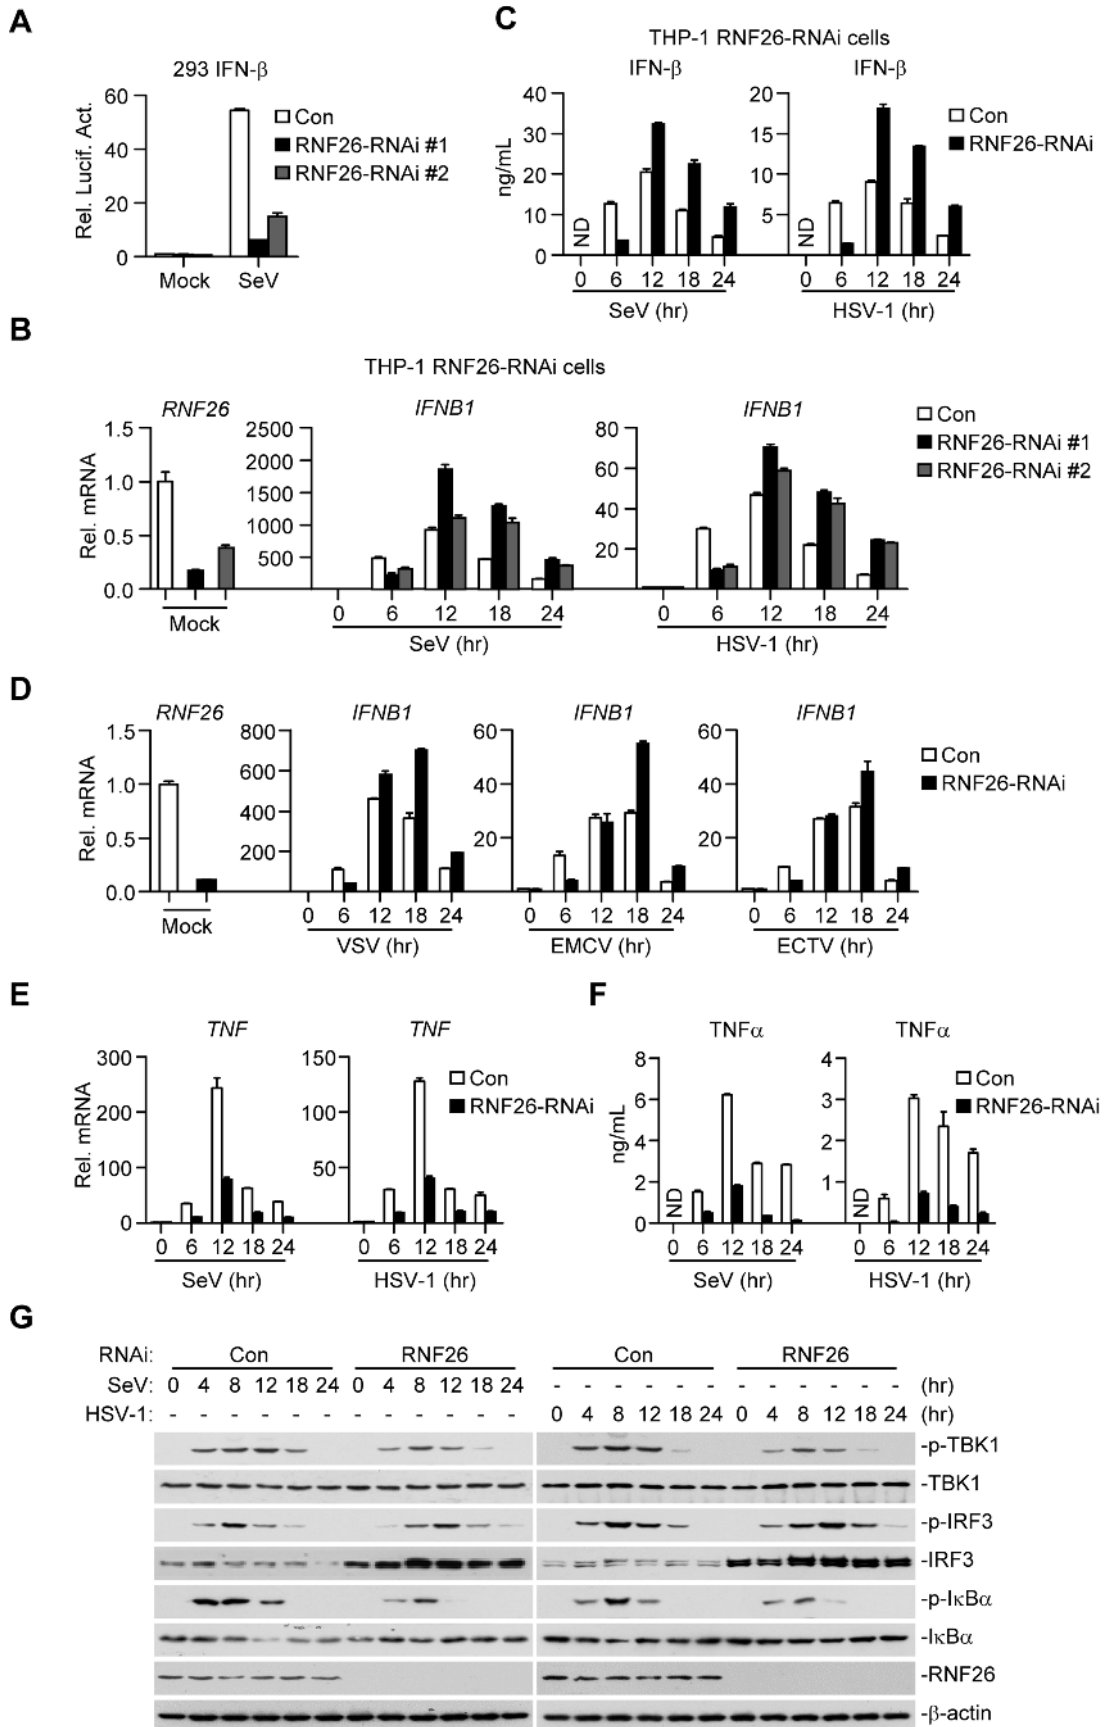 A
293 IFN-β
Rel. Lucif. Act.
60
40
20
0
Mock SeV
Con
RNF26-RNAi #1
RNF26-RNAi #2
C
THP-1 RNF26-RNAi cells
IFN-β
ng/mL
40
30
20
10
0
ND
0 6 12 18 24
SeV (hr)
IFN-β
20
15
10
5
ND
0 6 12 18 24
HSV-1 (hr)
Con
RNF26-RNAi
B
THP-1 RNF26-RNAi cells
RNF26
Rel. mRNA
1.5
1.0
0.5
0.0
Mock
IFNB1
2500
2000
1500
1000
500
0 6 12 18 24
SeV (hr)
IFNB1
80
60
40
20
0 6 12 18 24
HSV-1 (hr)
Con
RNF26-RNAi #1
RNF26-RNAi #2
D
RNF26
Rel. mRNA
1.5
1.0
0.5
0.0
Mock
IFNB1
800
600
400
200
0 6 12 18 24
VSV (hr)
IFNB1
60
40
20
0 6 12 18 24
EMCV (hr)
IFNB1
60
40
20
0 6 12 18 24
ECTV (hr)
Con
RNF26-RNAi
E
TNF
Rel. mRNA
300
200
100
0
0 6 12 18 24
SeV (hr)
TNF
150
100
50
0 6 12 18 24
HSV-1 (hr)
Con
RNF26-RNAi
F
TNFα
ng/mL
8
6
4
2
0
ND
0 6 12 18 24
SeV (hr)
TNFα
4
3
2
1
ND
0 6 12 18 24
HSV-1 (hr)
Con
RNF26-RNAi
G
RNAi: Con RNF26 Con RNF26
SeV: 0 4 8 12 18 24 0 4 8 12 18 24 - - - - - - - - - - - - (hr)
HSV-1: - - - - - - - - - - - - 0 4 8 12 18 24 0 4 8 12 18 24 (hr)
-p-TBK1
-TBK1
-p-IRF3
-IRF3
-p-IκBα
-IκBα
-RNF26
-β-actin